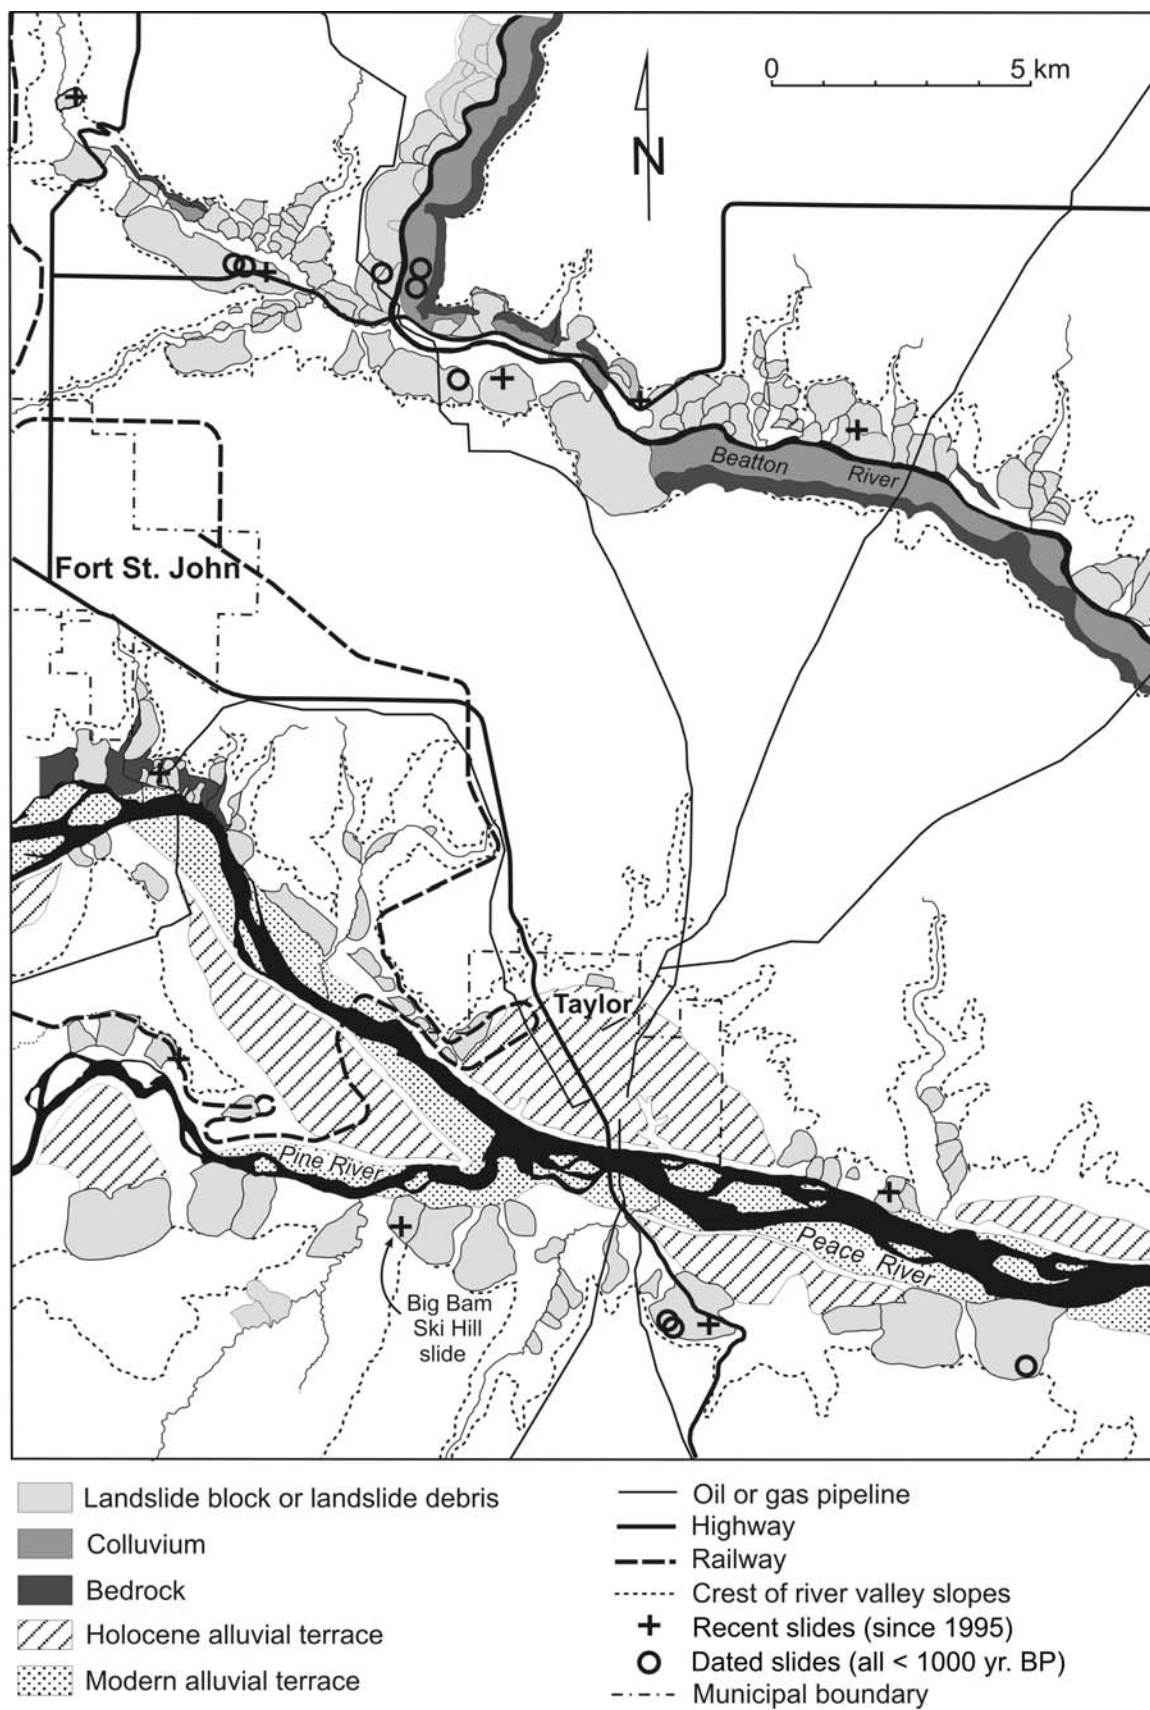 0 5 km
N
Beatton River
Fort St. John
Taylor
Pine River
Peace River
Big Bam
Ski Hill
slide
Landslide block or landslide debris
Colluvium
Bedrock
Holocene alluvial terrace
Modern alluvial terrace
Oil or gas pipeline
Highway
Railway
Crest of river valley slopes
Recent slides (since 1995)
Dated slides (all < 1000 yr. BP)
Municipal boundary